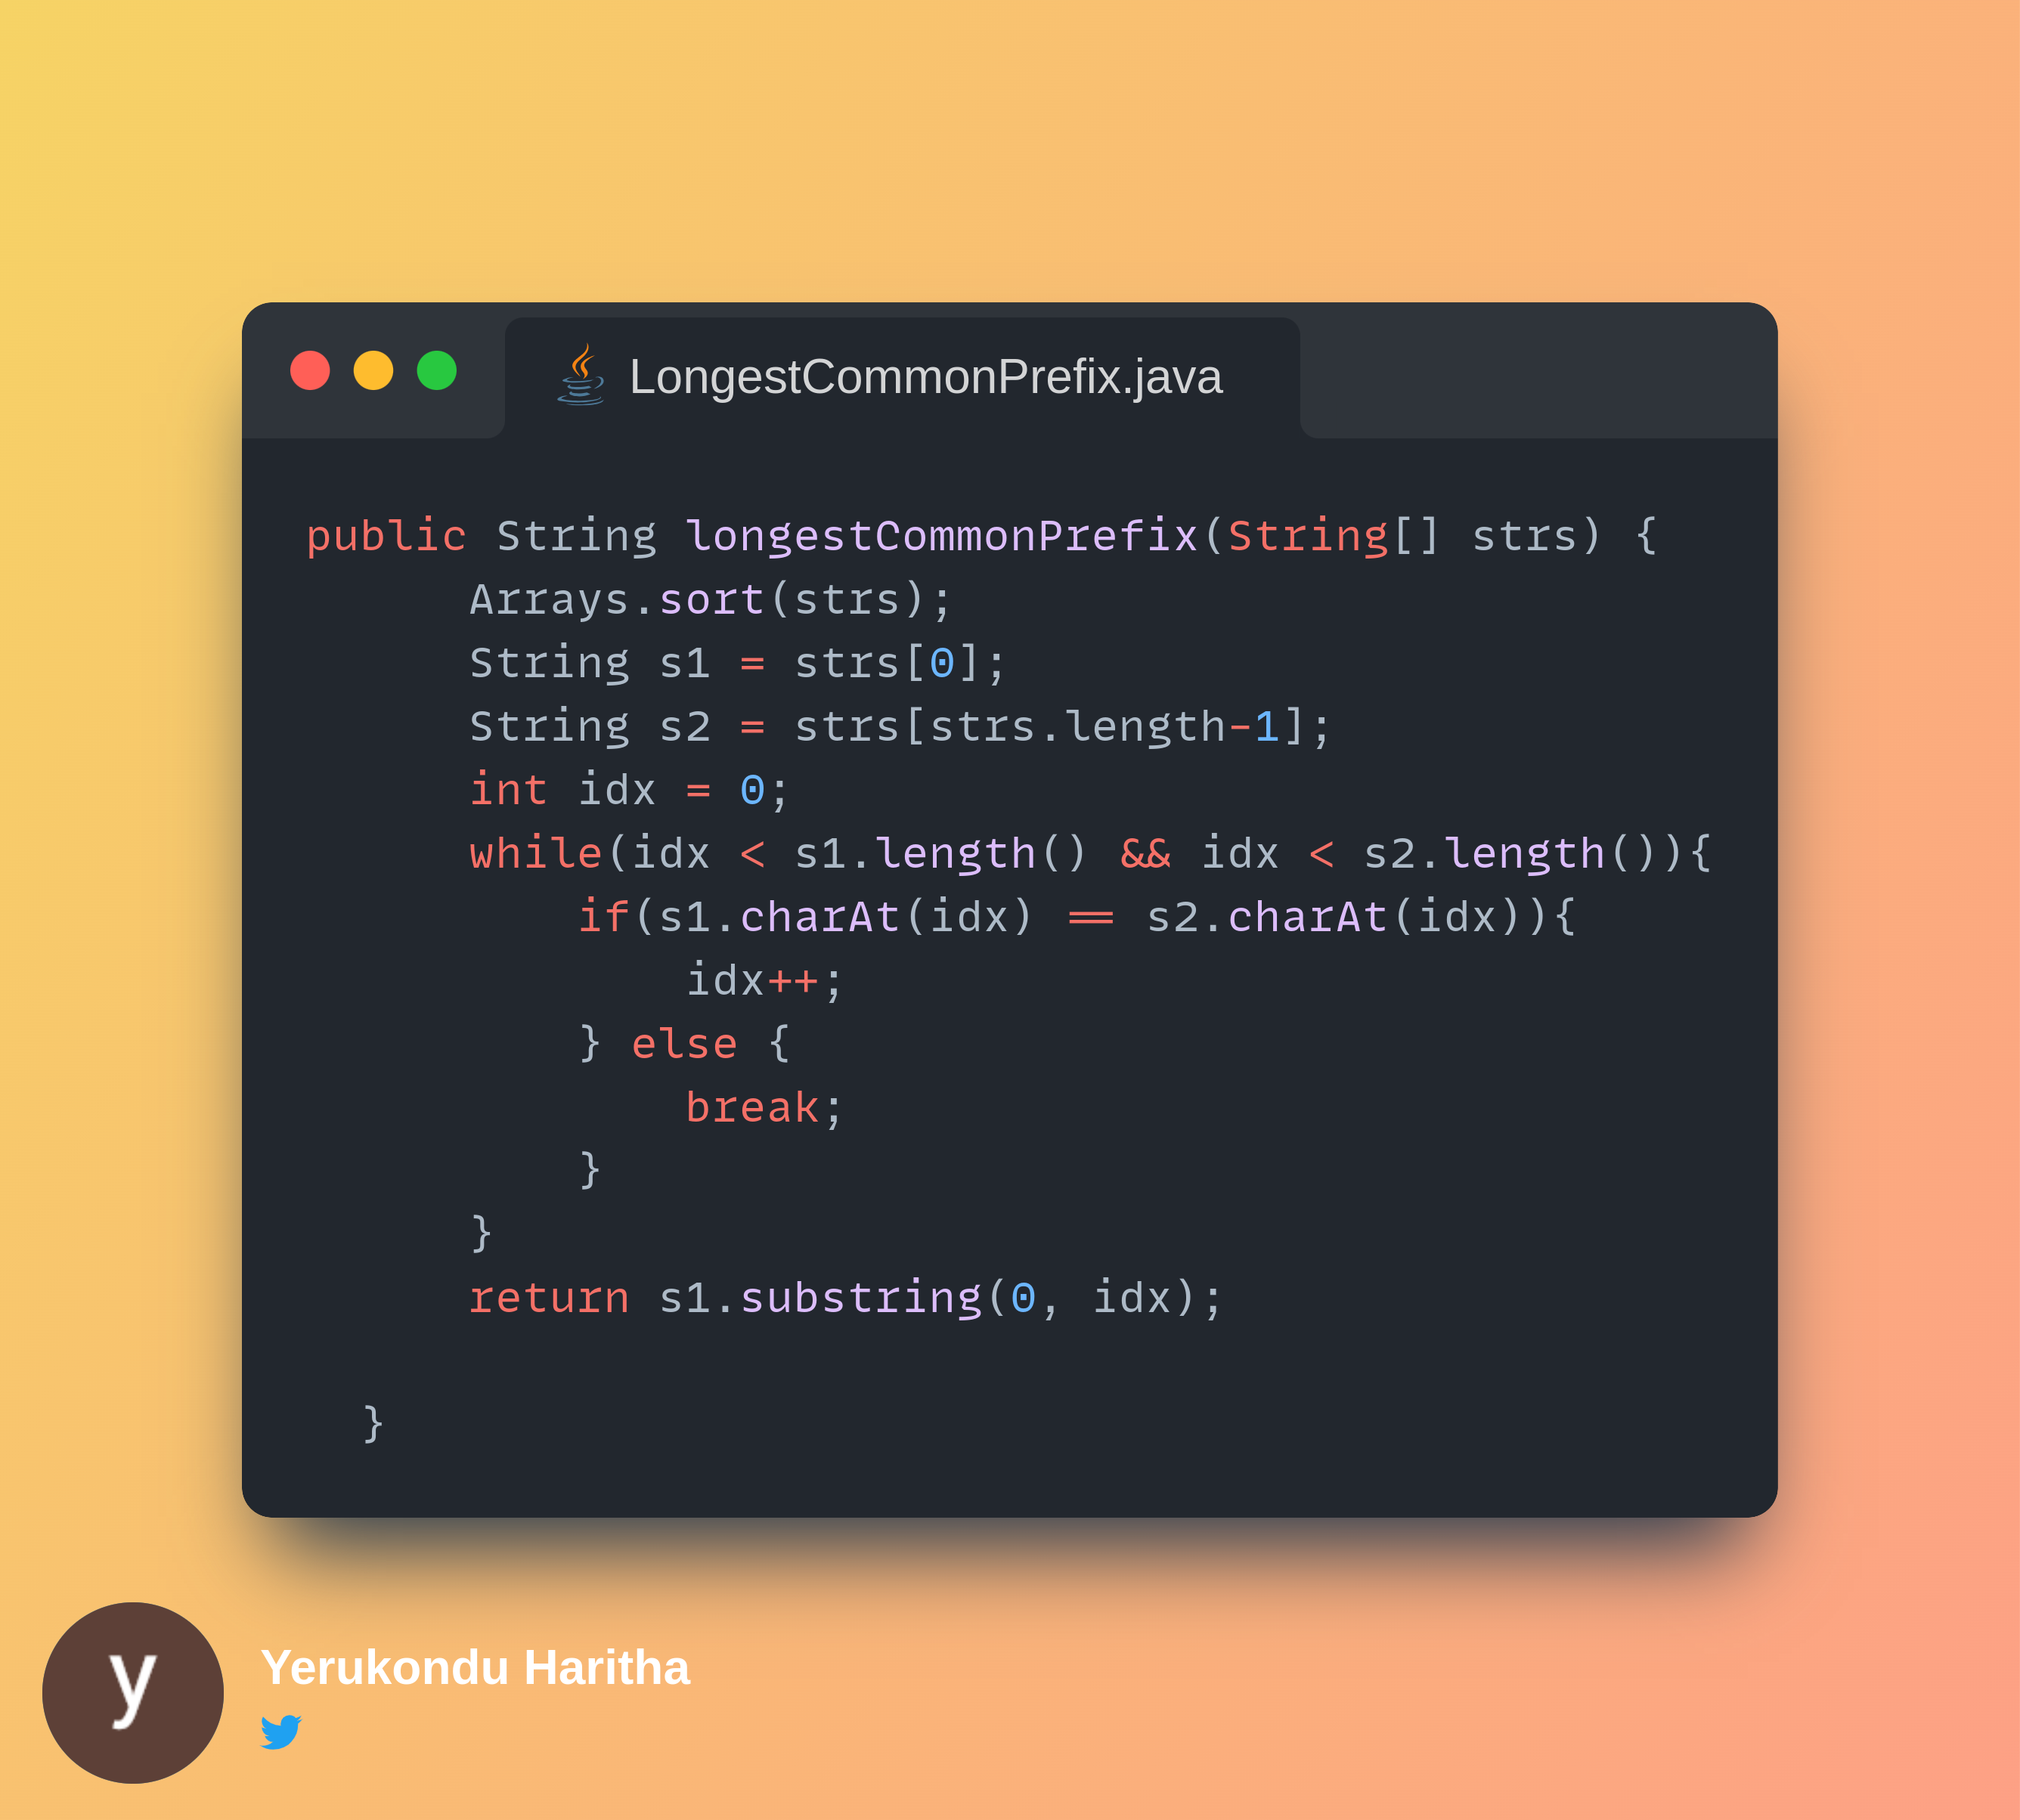 LongestCommonPrefix.java
public String longestCommonPrefix(String[] strs) {
Arrays.sort(strs);
String s1 = strs[0];
String s2 = strs[strs.length-1];
int idx = 0;
while(idx < s1.length() && idx < s2.length()){
if(s1.charAt(idx) == s2.charAt(idx)){
idx++;
} else {
break;
}
}
return s1.substring(0, idx);
}
y
Yerukondu Haritha